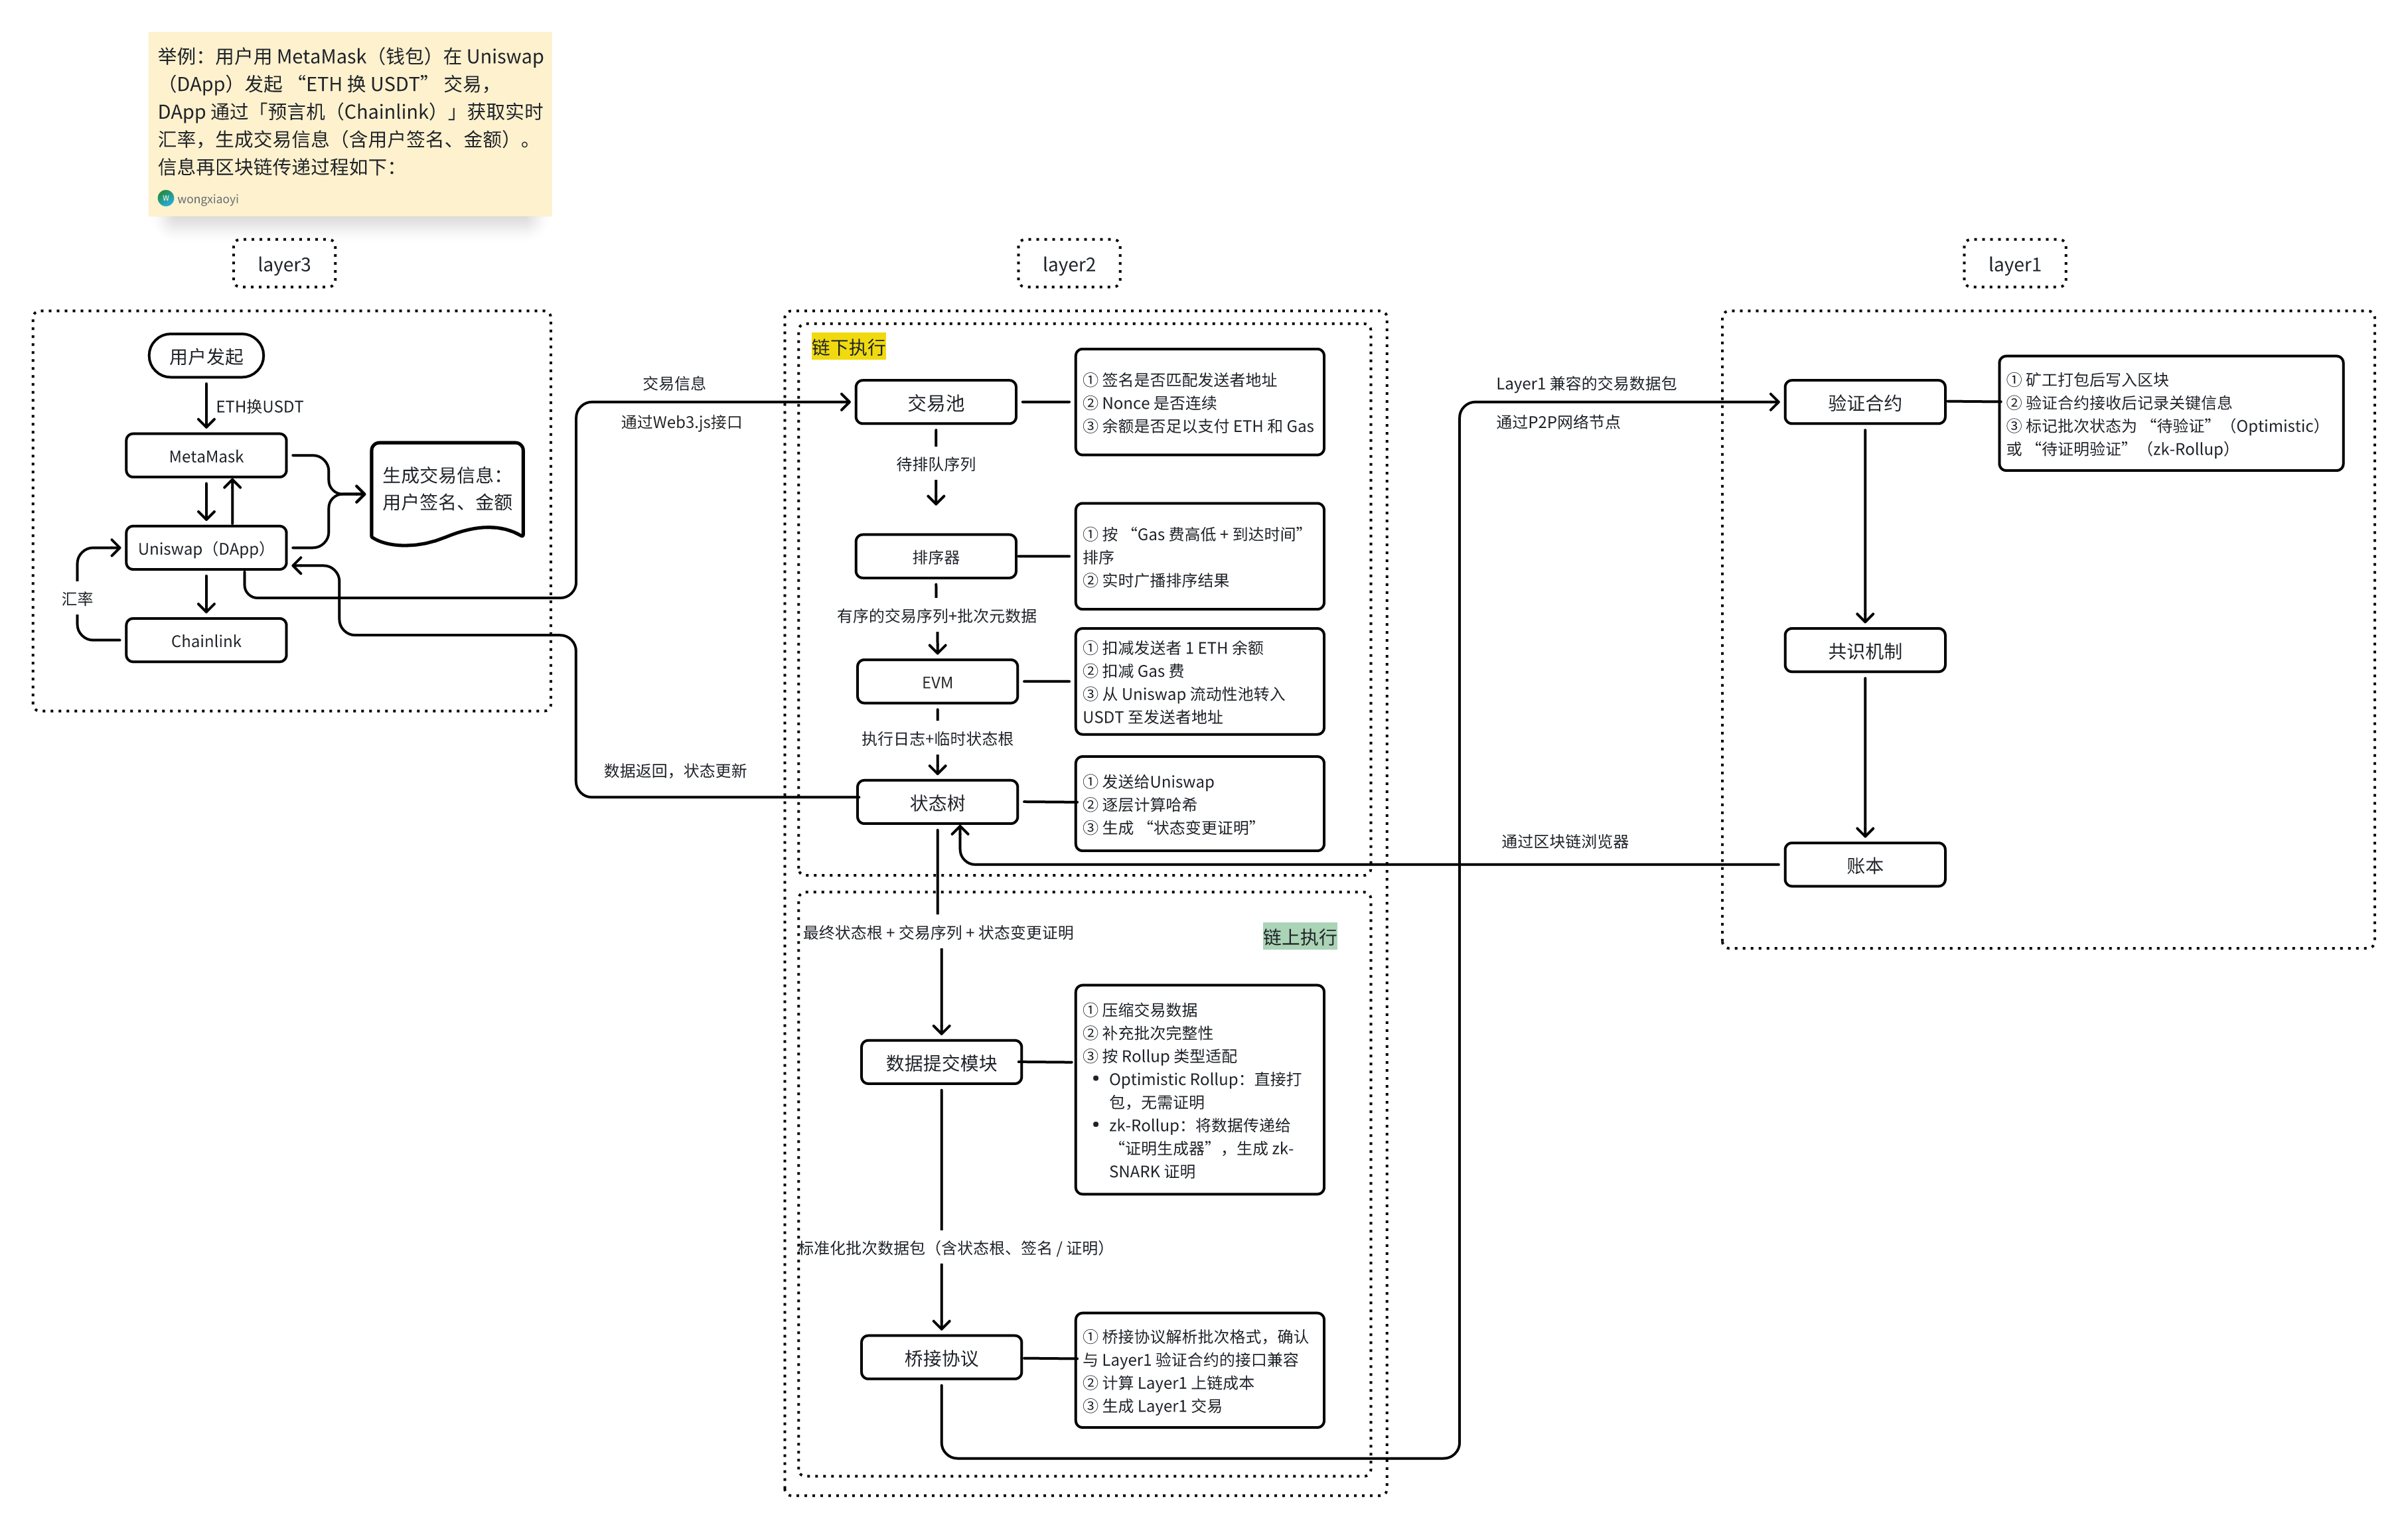 举例：用户用 MetaMask（钱包）在 Uniswap
（DApp）发起 “ETH 换 USDT” 交易，
DApp 通过「预言机（Chainlink）」获取实时
汇率，生成交易信息（含用户签名、金额）。
信息再区块链传递过程如下：
W wongxiaoyi
layer3
用户发起
ETH换USDT
MetaMask
生成交易信息：
用户签名、金额
Uniswap（DApp）
汇率
Chainlink
交易信息
通过Web3.js接口
数据返回，状态更新
layer2
链下执行
交易池
① 签名是否匹配发送者地址
② Nonce 是否连续
③ 余额是否足以支付 ETH 和 Gas
待排队序列
排序器
① 按 “Gas 费高低 + 到达时间”
排序
② 实时广播排序结果
有序的交易序列+批次元数据
EVM
① 扣减发送者 1 ETH 余额
② 扣减 Gas 费
③ 从 Uniswap 流动性池转入
USDT 至发送者地址
执行日志+临时状态根
状态树
① 发送给Uniswap
② 逐层计算哈希
③ 生成 “状态变更证明”
链上执行
最终状态根 + 交易序列 + 状态变更证明
数据提交模块
① 压缩交易数据
② 补充批次完整性
③ 按 Rollup 类型适配
• Optimistic Rollup：直接打
包，无需证明
• zk-Rollup：将数据传递给
“证明生成器”，生成 zk-
SNARK 证明
标准化批次数据包（含状态根、签名 / 证明）
桥接协议
① 桥接协议解析批次格式，确认
与 Layer1 验证合约的接口兼容
② 计算 Layer1 上链成本
③ 生成 Layer1 交易
Layer1 兼容的交易数据包
通过P2P网络节点
通过区块链浏览器
layer1
验证合约
① 矿工打包后写入区块
② 验证合约接收后记录关键信息
③ 标记批次状态为 “待验证”（Optimistic）
或 “待证明验证”（zk-Rollup）
共识机制
账本